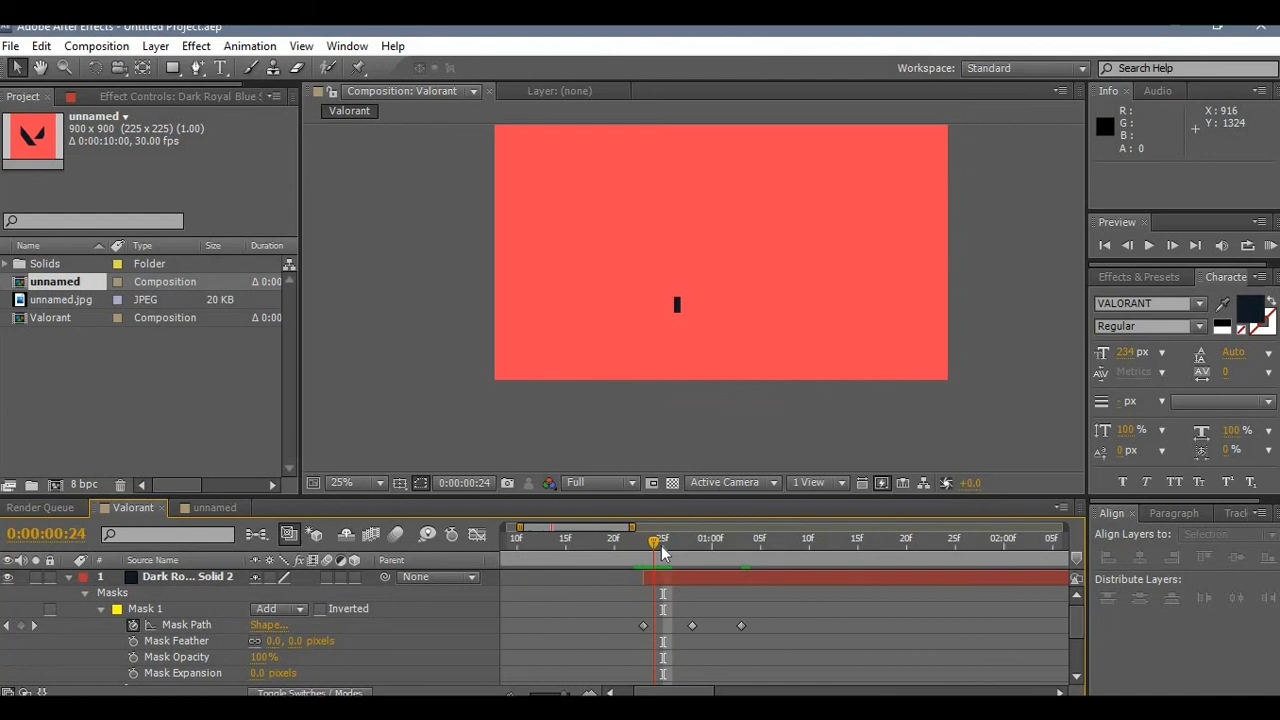 Adobe After Effects - Untitled Project.aep
File Edit Composition Layer Effect Animation View Window Help
Workspace: Standard Search Help
Project Effect Controls: Dark Royal Blue S
Composition: Valorant Layer: (none)
Info Audio
Valorant
unnamed
900 x 900 (225 x 225) (1.00)
Δ 0:00:10:00, 30.00 fps
R :
G :
B :
A : 0
X : 916
Y : 1324
Preview
Name Type Size Duration
Solids Folder
unnamed Composition Δ 0:00
unnamed.jpg JPEG 20 KB
Valorant Composition Δ 0:00
Effects & Presets Characte
VALORANT
Regular
234 px Auto
Metrics 0
- px
100 % 100 %
0 px 0 %
T T TT Tr T¹ T₁
8 bpc
25% 0:00:00:24 Full Active Camera 1 View +0.0
Render Queue Valorant unnamed
Align Paragraph Track
0:00:00:24
10f 15f 20f 25f 01:00f 05f 10f 15f 20f 25f 02:00f 05f
Align Layers to: Selection
Source Name Parent
Distribute Layers:
1 Dark Ro... Solid 2 None
Masks
Mask 1 Add Inverted
Mask Path Shape...
Mask Feather 0.0, 0.0 pixels
Mask Opacity 100%
Mask Expansion 0.0 pixels
Toggle Switches / Modes